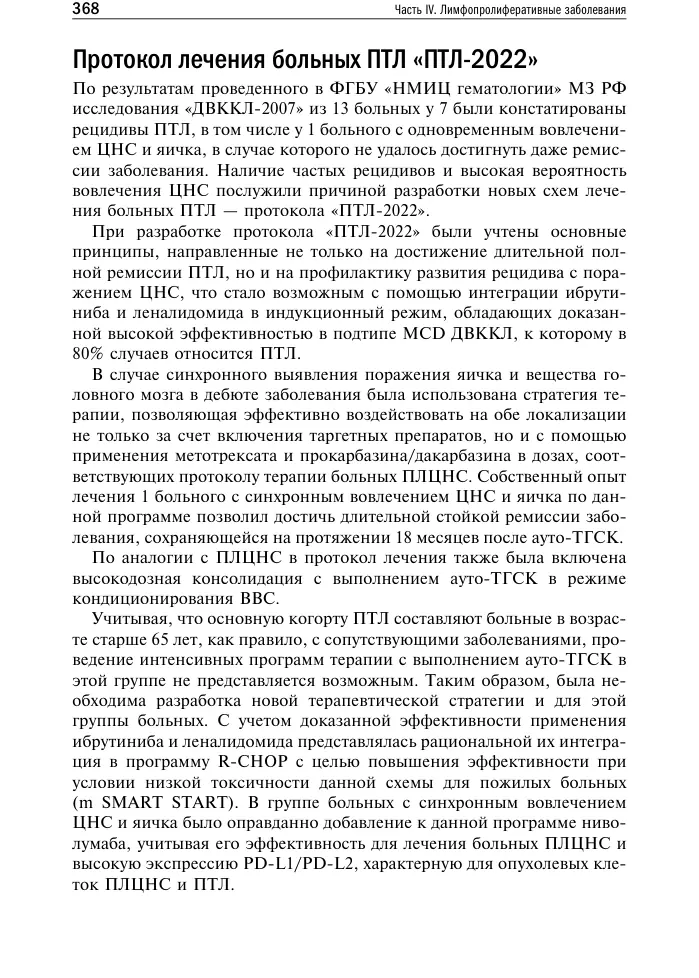 368
Часть IV. Лимфопролиферативные заболевания
Протокол лечения больных ПТЛ «ПТЛ-2022»
По результатам проведенного в ФГБУ «НМИЦ гематологии» МЗ РФ
исследования «ДВККЛ-2007» из 13 больных у 7 были констатированы
рецидивы ПТЛ, в том числе у 1 больного с одновременным вовлечени-
ем ЦНС и яичка, в случае которого не удалось достигнуть даже ремис-
сии заболевания. Наличие частых рецидивов и высокая вероятность
вовлечения ЦНС послужили причиной разработки новых схем лече-
ния больных ПТЛ — протокола «ПТЛ-2022».
При разработке протокола «ПТЛ-2022» были учтены основные
принципы, направленные не только на достижение длительной пол-
ной ремиссии ПТЛ, но и на профилактику развития рецидива с пора-
жением ЦНС, что стало возможным с помощью интеграции ибрути-
ниба и леналидомида в индукционный режим, обладающих доказан-
ной высокой эффективностью в подтипе MCD ДВККЛ, к которому в
80% случаев относится ПТЛ.
В случае синхронного выявления поражения яичка и вещества го-
ловного мозга в дебюте заболевания была использована стратегия те-
рапии, позволяющая эффективно воздействовать на обе локализации
не только за счет включения таргетных препаратов, но и с помощью
применения метотрексата и прокарбазина/дакарбазина в дозах, соот-
ветствующих протоколу терапии больных ПЛЦНС. Собственный опыт
лечения 1 больного с синхронным вовлечением ЦНС и яичка по дан-
ной программе позволил достичь длительной стойкой ремиссии забо-
левания, сохраняющейся на протяжении 18 месяцев после ауто-ТГСК.
По аналогии с ПЛЦНС в протокол лечения также была включена
высокодозная консолидация с выполнением ауто-ТГСК в режиме
кондиционирования ВВС.
Учитывая, что основную когорту ПТЛ составляют больные в возрас-
те старше 65 лет, как правило, с сопутствующими заболеваниями, про-
ведение интенсивных программ терапии с выполнением ауто-ТГСК в
этой группе не представляется возможным. Таким образом, была не-
обходима разработка новой терапевтической стратегии и для этой
группы больных. С учетом доказанной эффективности применения
ибрутиниба и леналидомида представлялась рациональной их интегра-
ция в программу R-CHOP с целью повышения эффективности при
условии низкой токсичности данной схемы для пожилых больных
(m SMART START). В группе больных с синхронным вовлечением
ЦНС и яичка было оправданно добавление к данной программе ниво-
лумаба, учитывая его эффективность для лечения больных ПЛЦНС и
высокую экспрессию PD-L1/PD-L2, характерную для опухолевых кле-
ток ПЛЦНС и ПТЛ.